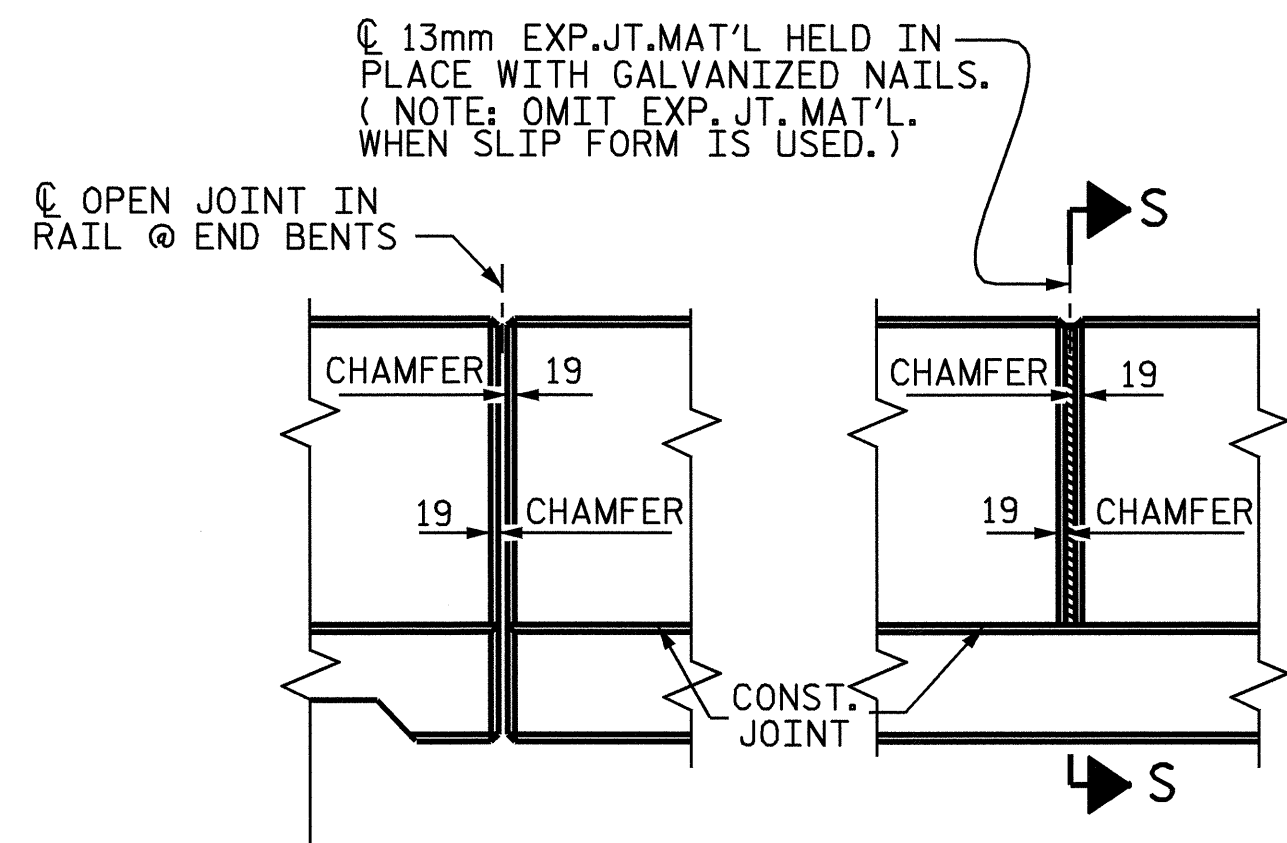 ℄ 13mm EXP.JT.MAT'L HELD IN
PLACE WITH GALVANIZED NAILS.
( NOTE: OMIT EXP. JT. MAT'L.
WHEN SLIP FORM IS USED.)
℄ OPEN JOINT IN
RAIL @ END BENTS
S
CHAMFER 19
CHAMFER 19
19 CHAMFER
19 CHAMFER
CONST.
JOINT
S